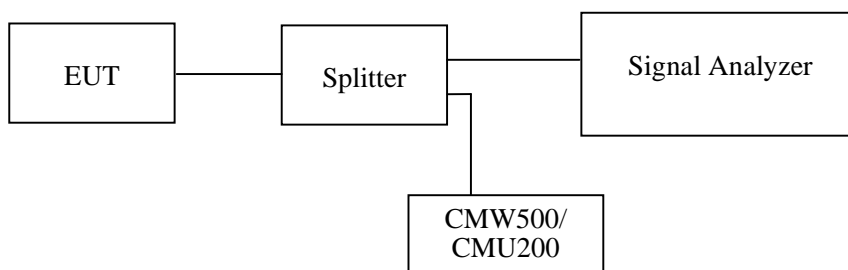 EUT
Splitter
Signal Analyzer
CMW500/
CMU200